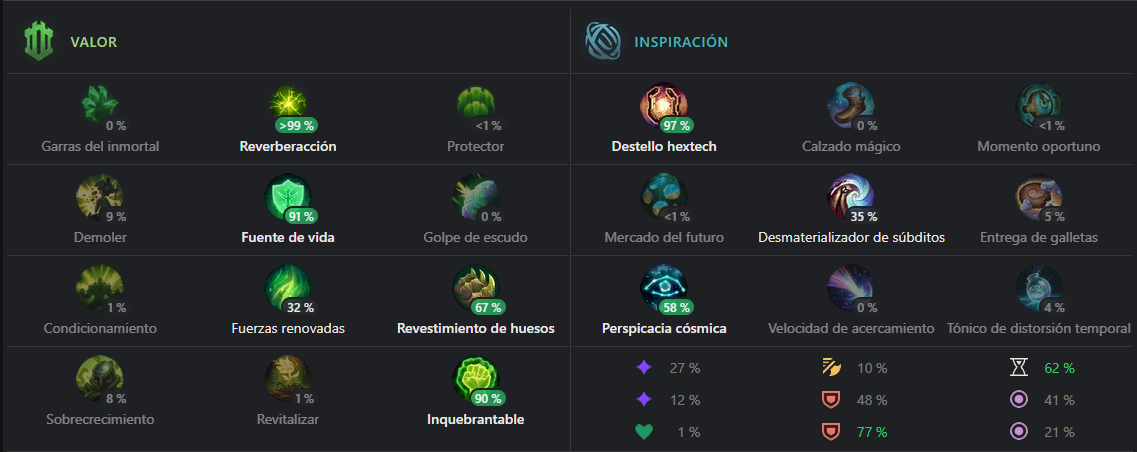 VALOR
INSPIRACIÓN
0 % >99 % <1 % 97 % 0 % <1 %
Garras del inmortal Reverberacción Protector Destello hextech Calzado mágico Momento oportuno
9 % 91 % 0 % <1 % 35 % 5 %
Demoler Fuente de vida Golpe de escudo Mercado del futuro Desmaterializador de súbditos Entrega de galletas
1 % 32 % 67 % 58 % 0 % 4 %
Condicionamiento Fuerzas renovadas Revestimiento de huesos Perspicacia cósmica Velocidad de acercamiento Tónico de distorsión temporal
8 % 1 % 90 %
Sobrecrecimiento Revitalizar Inquebrantable
27 % 10 % 62 %
12 % 48 % 41 %
1 % 77 % 21 %